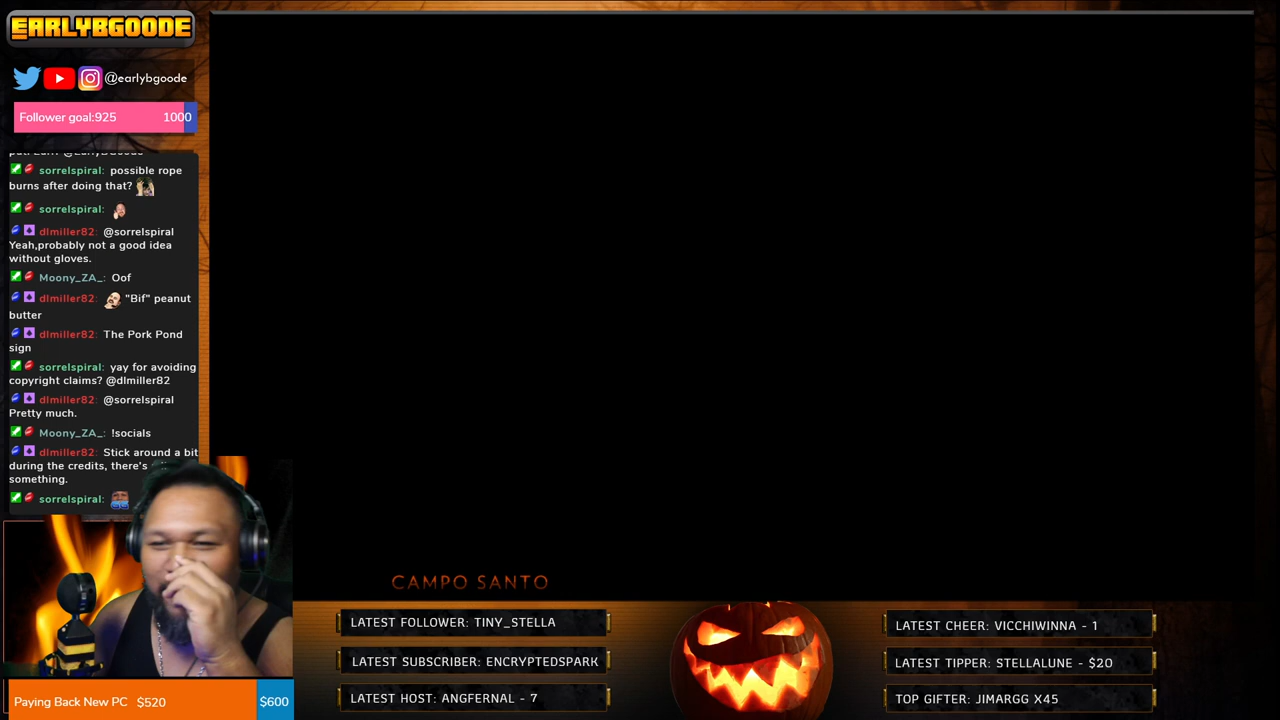 EARLYBGOODE
@earlybgoode
Follower goal:925 1000
sorrelspiral: possible rope
burns after doing that?
sorrelspiral:
dlmiller82: @sorrelspiral
Yeah,probably not a good idea
without gloves.
Moony_ZA_: Oof
dlmiller82: "Bif" peanut
butter
dlmiller82: The Pork Pond
sign
sorrelspiral: yay for avoiding
copyright claims? @dlmiller82
dlmiller82: @sorrelspiral
Pretty much.
Moony_ZA_: !socials
dlmiller82: Stick around a bit
during the credits, there's
something.
sorrelspiral:
CAMPO SANTO
LATEST FOLLOWER: TINY_STELLA
LATEST SUBSCRIBER: ENCRYPTEDSPARK
LATEST HOST: ANGFERNAL - 7
LATEST CHEER: VICCHIWINNA - 1
LATEST TIPPER: STELLALUNE - $20
TOP GIFTER: JIMARGG X45
Paying Back New PC $520 $600